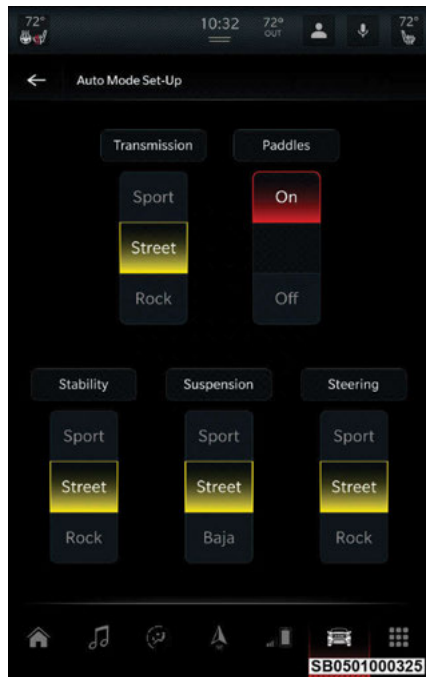 72° 10:32 72° 72°
OUT
Auto Mode Set-Up
Transmission Paddles
Sport On
Street
Rock Off
Stability Suspension Steering
Sport Sport Sport
Street Street Street
Rock Baja Rock
SB0501000325